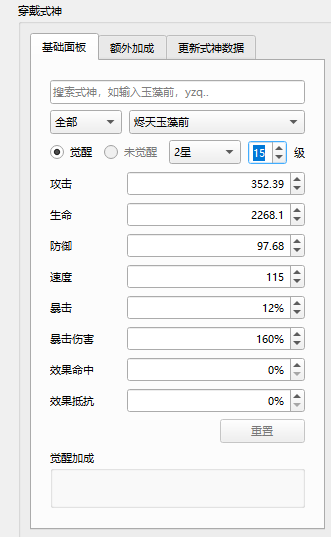 穿戴式神
基础面板 额外加成 更新式神数据
搜索式神，如输入玉藻前，yzq..
全部 烬天玉藻前
觉醒 未觉醒 2星 15 级
攻击 352.39
生命 2268.1
防御 97.68
速度 115
暴击 12%
暴击伤害 160%
效果命中 0%
效果抵抗 0%
重置
觉醒加成